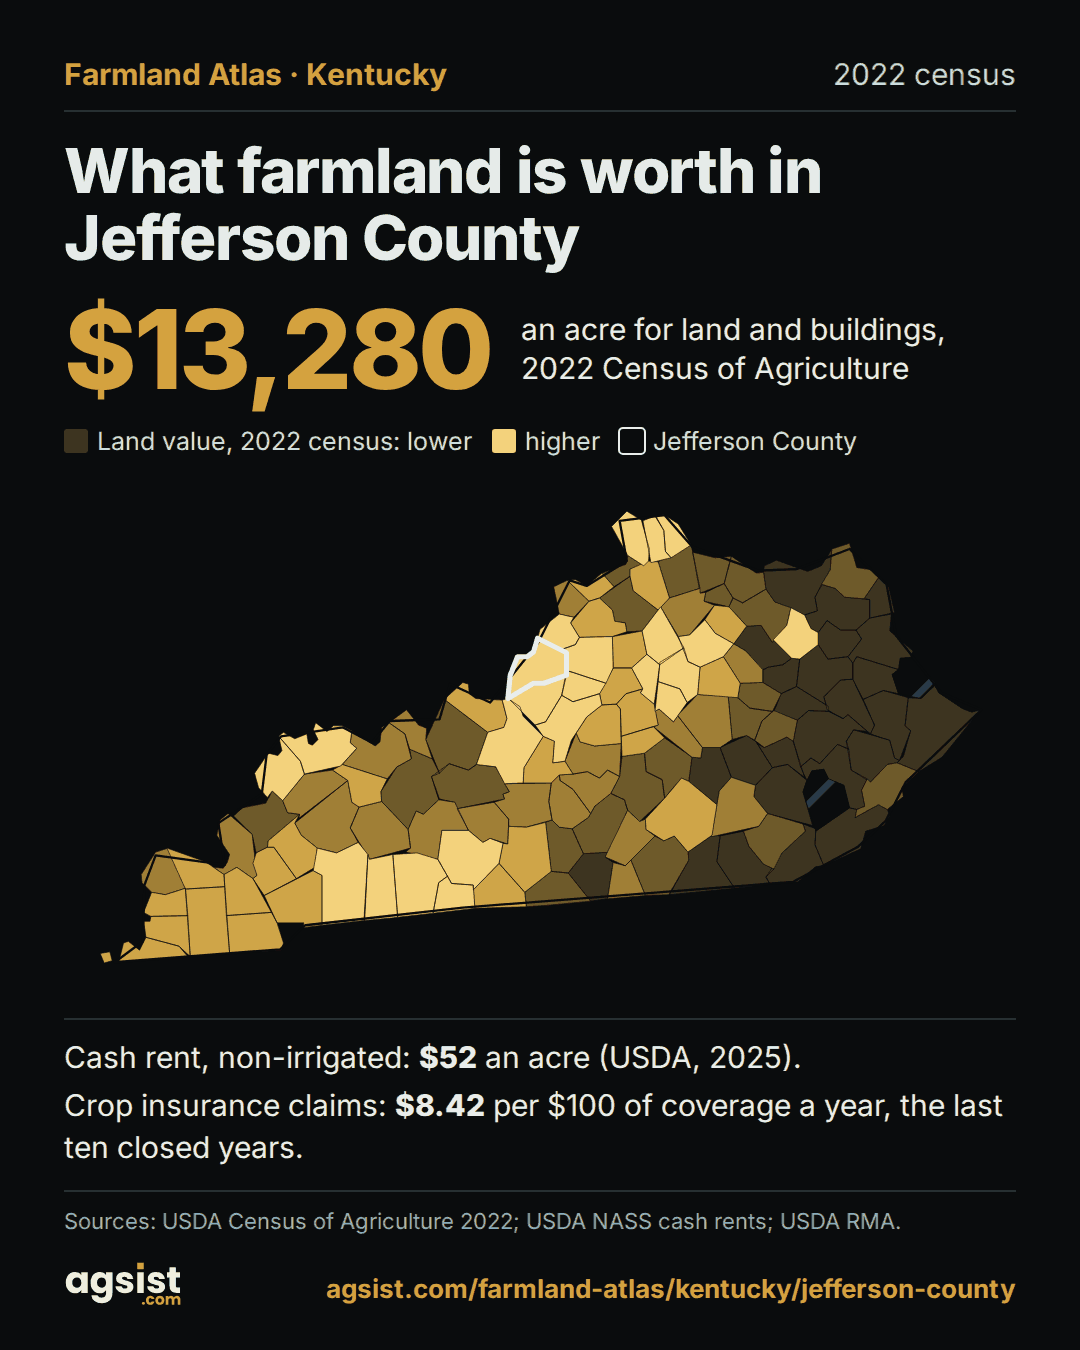 Farmland Atlas · Kentucky
2022 census
What farmland is worth in
Jefferson County
$13,280
an acre for land and buildings,
2022 Census of Agriculture
Land value, 2022 census: lower higher Jefferson County
Cash rent, non-irrigated: $52 an acre (USDA, 2025).
Crop insurance claims: $8.42 per $100 of coverage a year, the last
ten closed years.
Sources: USDA Census of Agriculture 2022; USDA NASS cash rents; USDA RMA.
agsist
.com
agsist.com/farmland-atlas/kentucky/jefferson-county